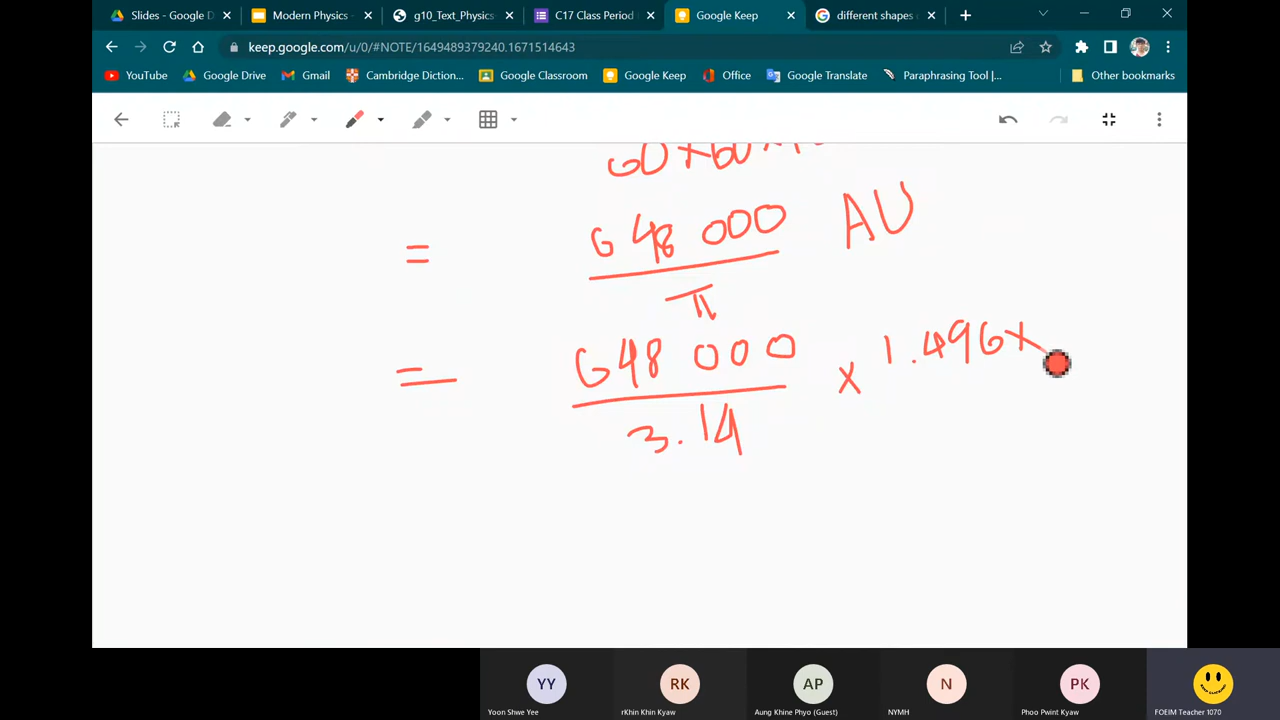 Slides - Google D
Modern Physics -
g10_Text_Physics
C17 Class Period
Google Keep
different shapes
keep.google.com/u/0/#NOTE/1649489379240.1671514643
YouTube
Google Drive
Gmail
Cambridge Diction...
Google Classroom
Google Keep
Office
Google Translate
Paraphrasing Tool |...
Other bookmarks
60×60×
= 648 000 AU
π
= 648 000 × 1.496×
3.14
YY
RK
AP
N
PK
Yoon Shwe Yee
rKhin Khin Kyaw
Aung Khine Phyo (Guest)
NYMH
Phoo Pwint Kyaw
FOEIM Teacher 1070